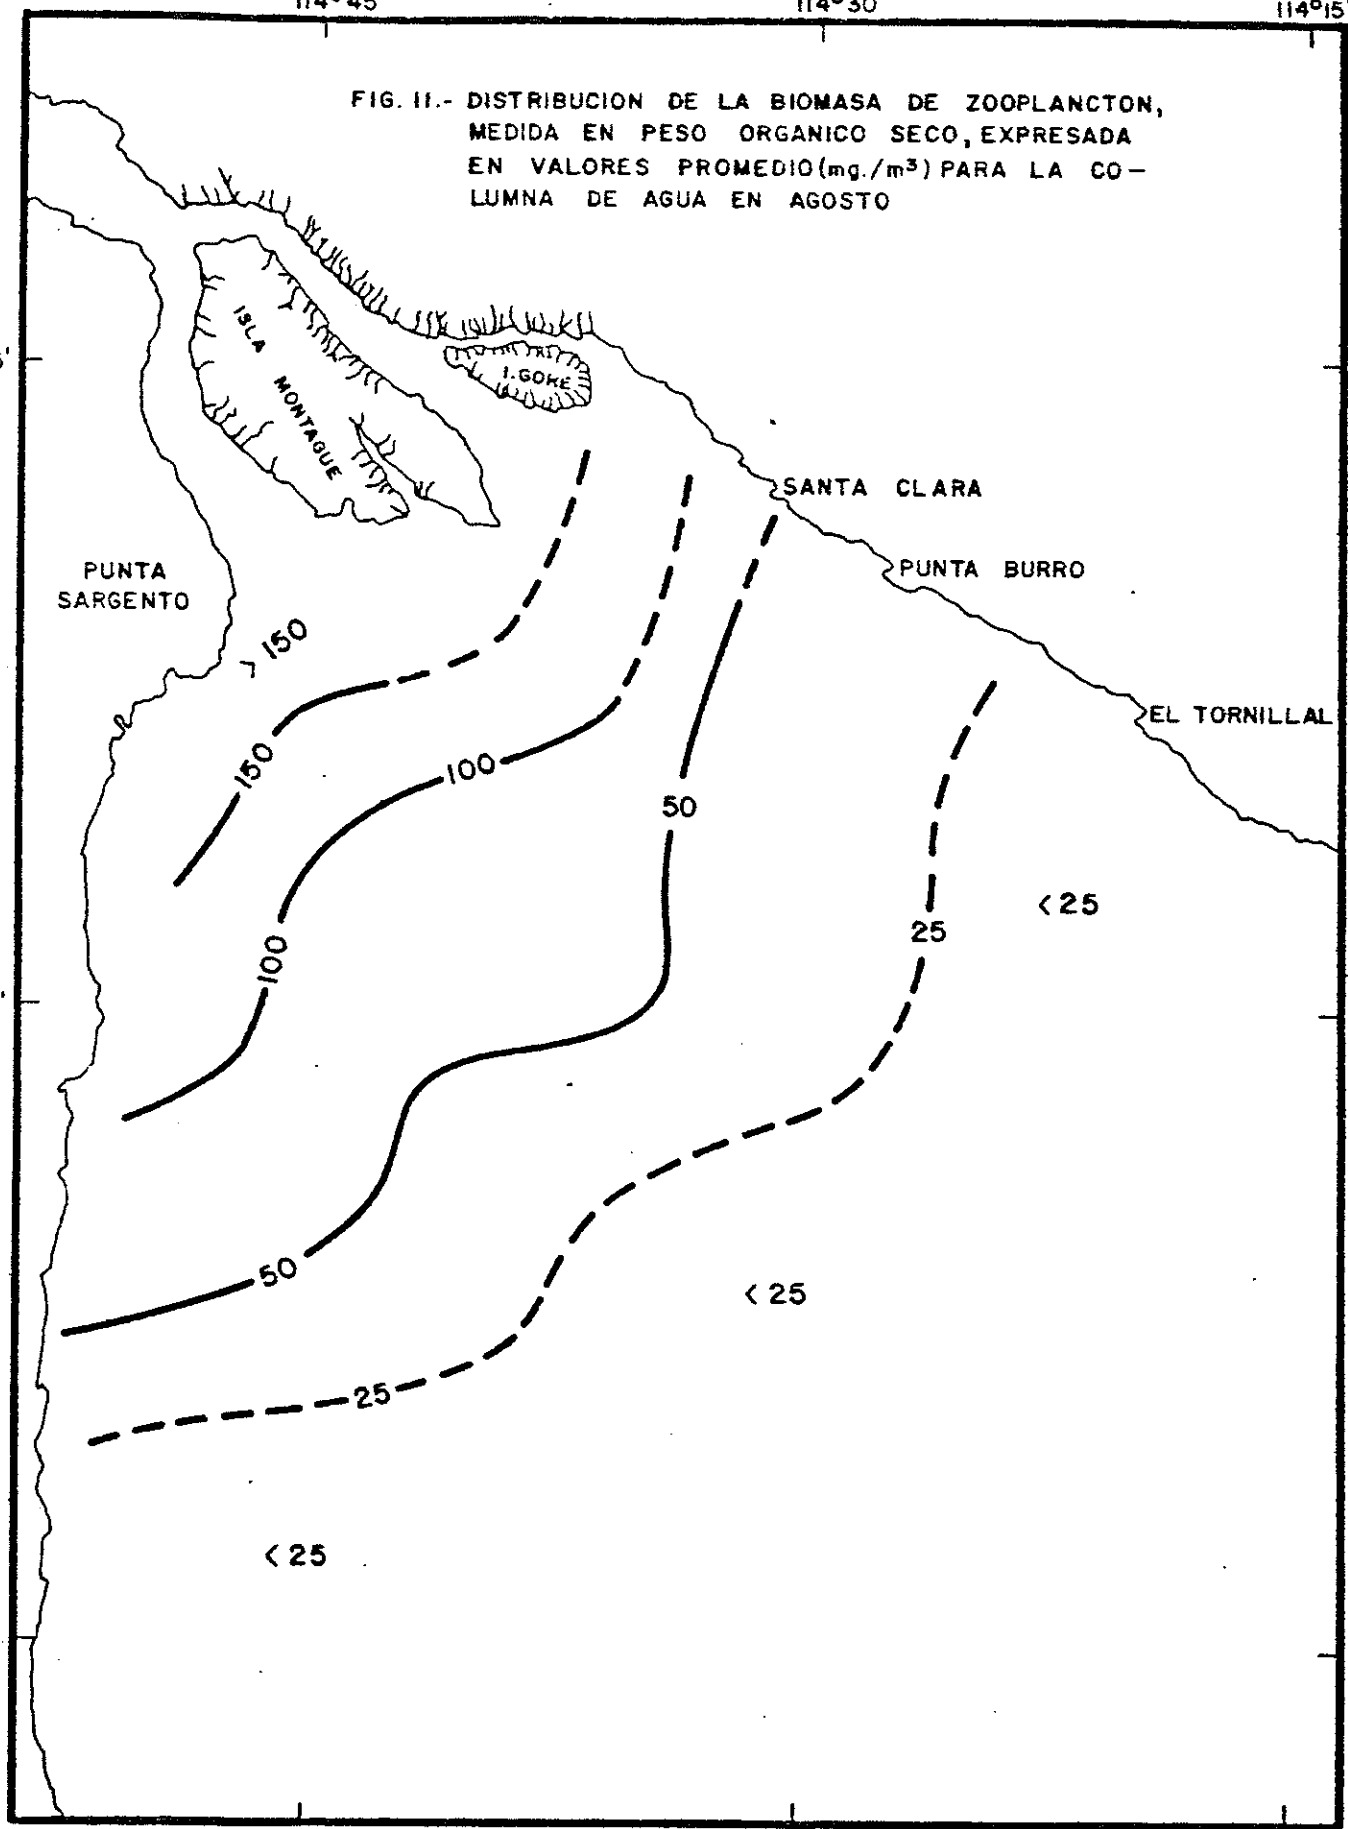 114°45'
114°30'
114°15'
FIG. 11.- DISTRIBUCION DE LA BIOMASA DE ZOOPLANCTON,
MEDIDA EN PESO ORGANICO SECO, EXPRESADA
EN VALORES PROMEDIO (mg./m³) PARA LA CO-
LUMNA DE AGUA EN AGOSTO
ISLA
MONTAGUE
I. GORE
SANTA CLARA
PUNTA BURRO
PUNTA
SARGENTO
EL TORNILLAL
> 150
150
100
50
<25
25
100
50
<25
25
<25